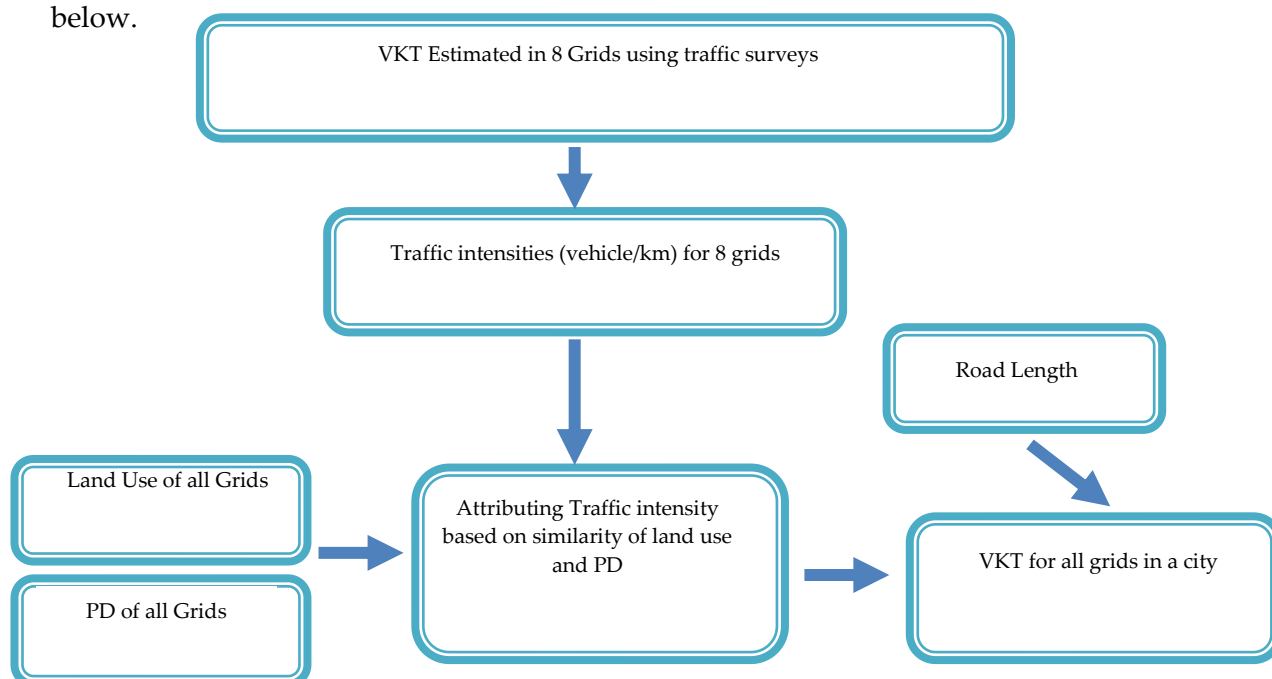 below.
VKT Estimated in 8 Grids using traffic surveys
Traffic intensities (vehicle/km) for 8 grids
Road Length
Land Use of all Grids
PD of all Grids
Attributing Traffic intensity
based on similarity of land use
and PD
VKT for all grids in a city